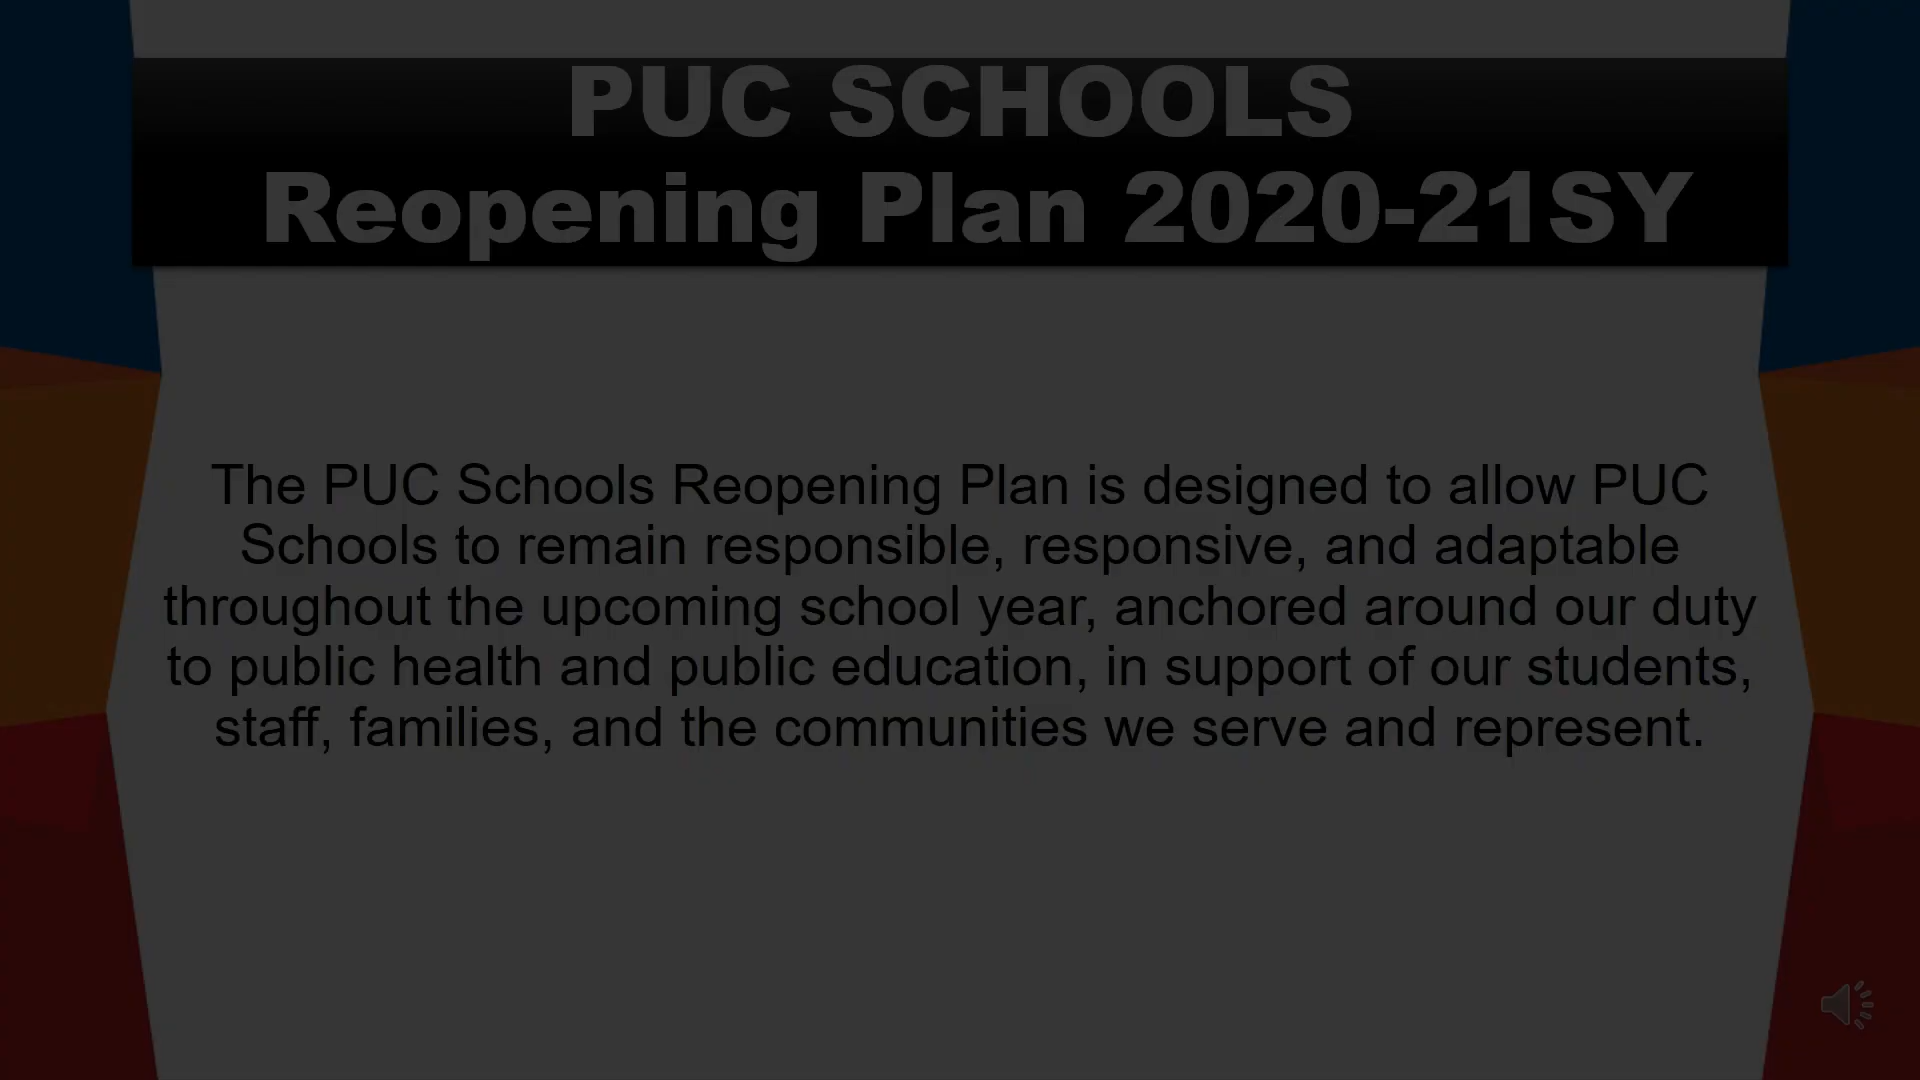 PUC SCHOOLS
Reopening Plan 2020-21SY
The PUC Schools Reopening Plan is designed to allow PUC
Schools to remain responsible, responsive, and adaptable
throughout the upcoming school year, anchored around our duty
to public health and public education, in support of our students,
staff, families, and the communities we serve and represent.